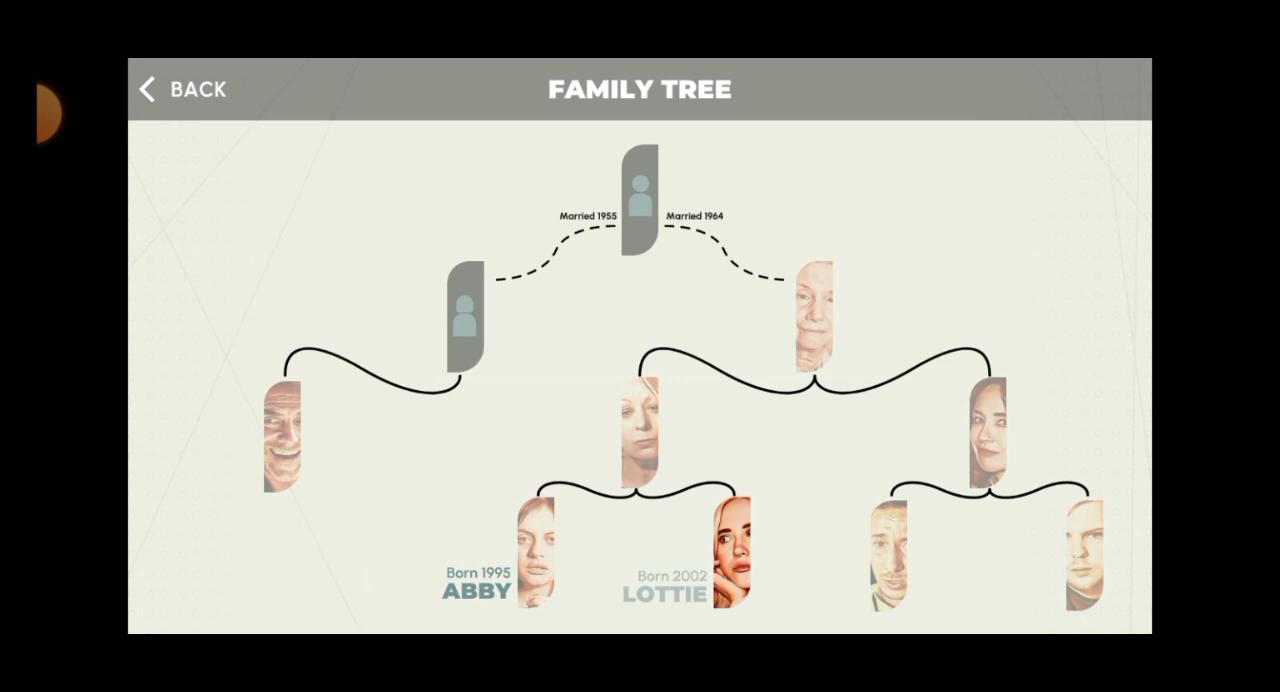 BACK
FAMILY TREE
Married 1955
Married 1964
Born 1995
ABBY
Born 2002
LOTTIE